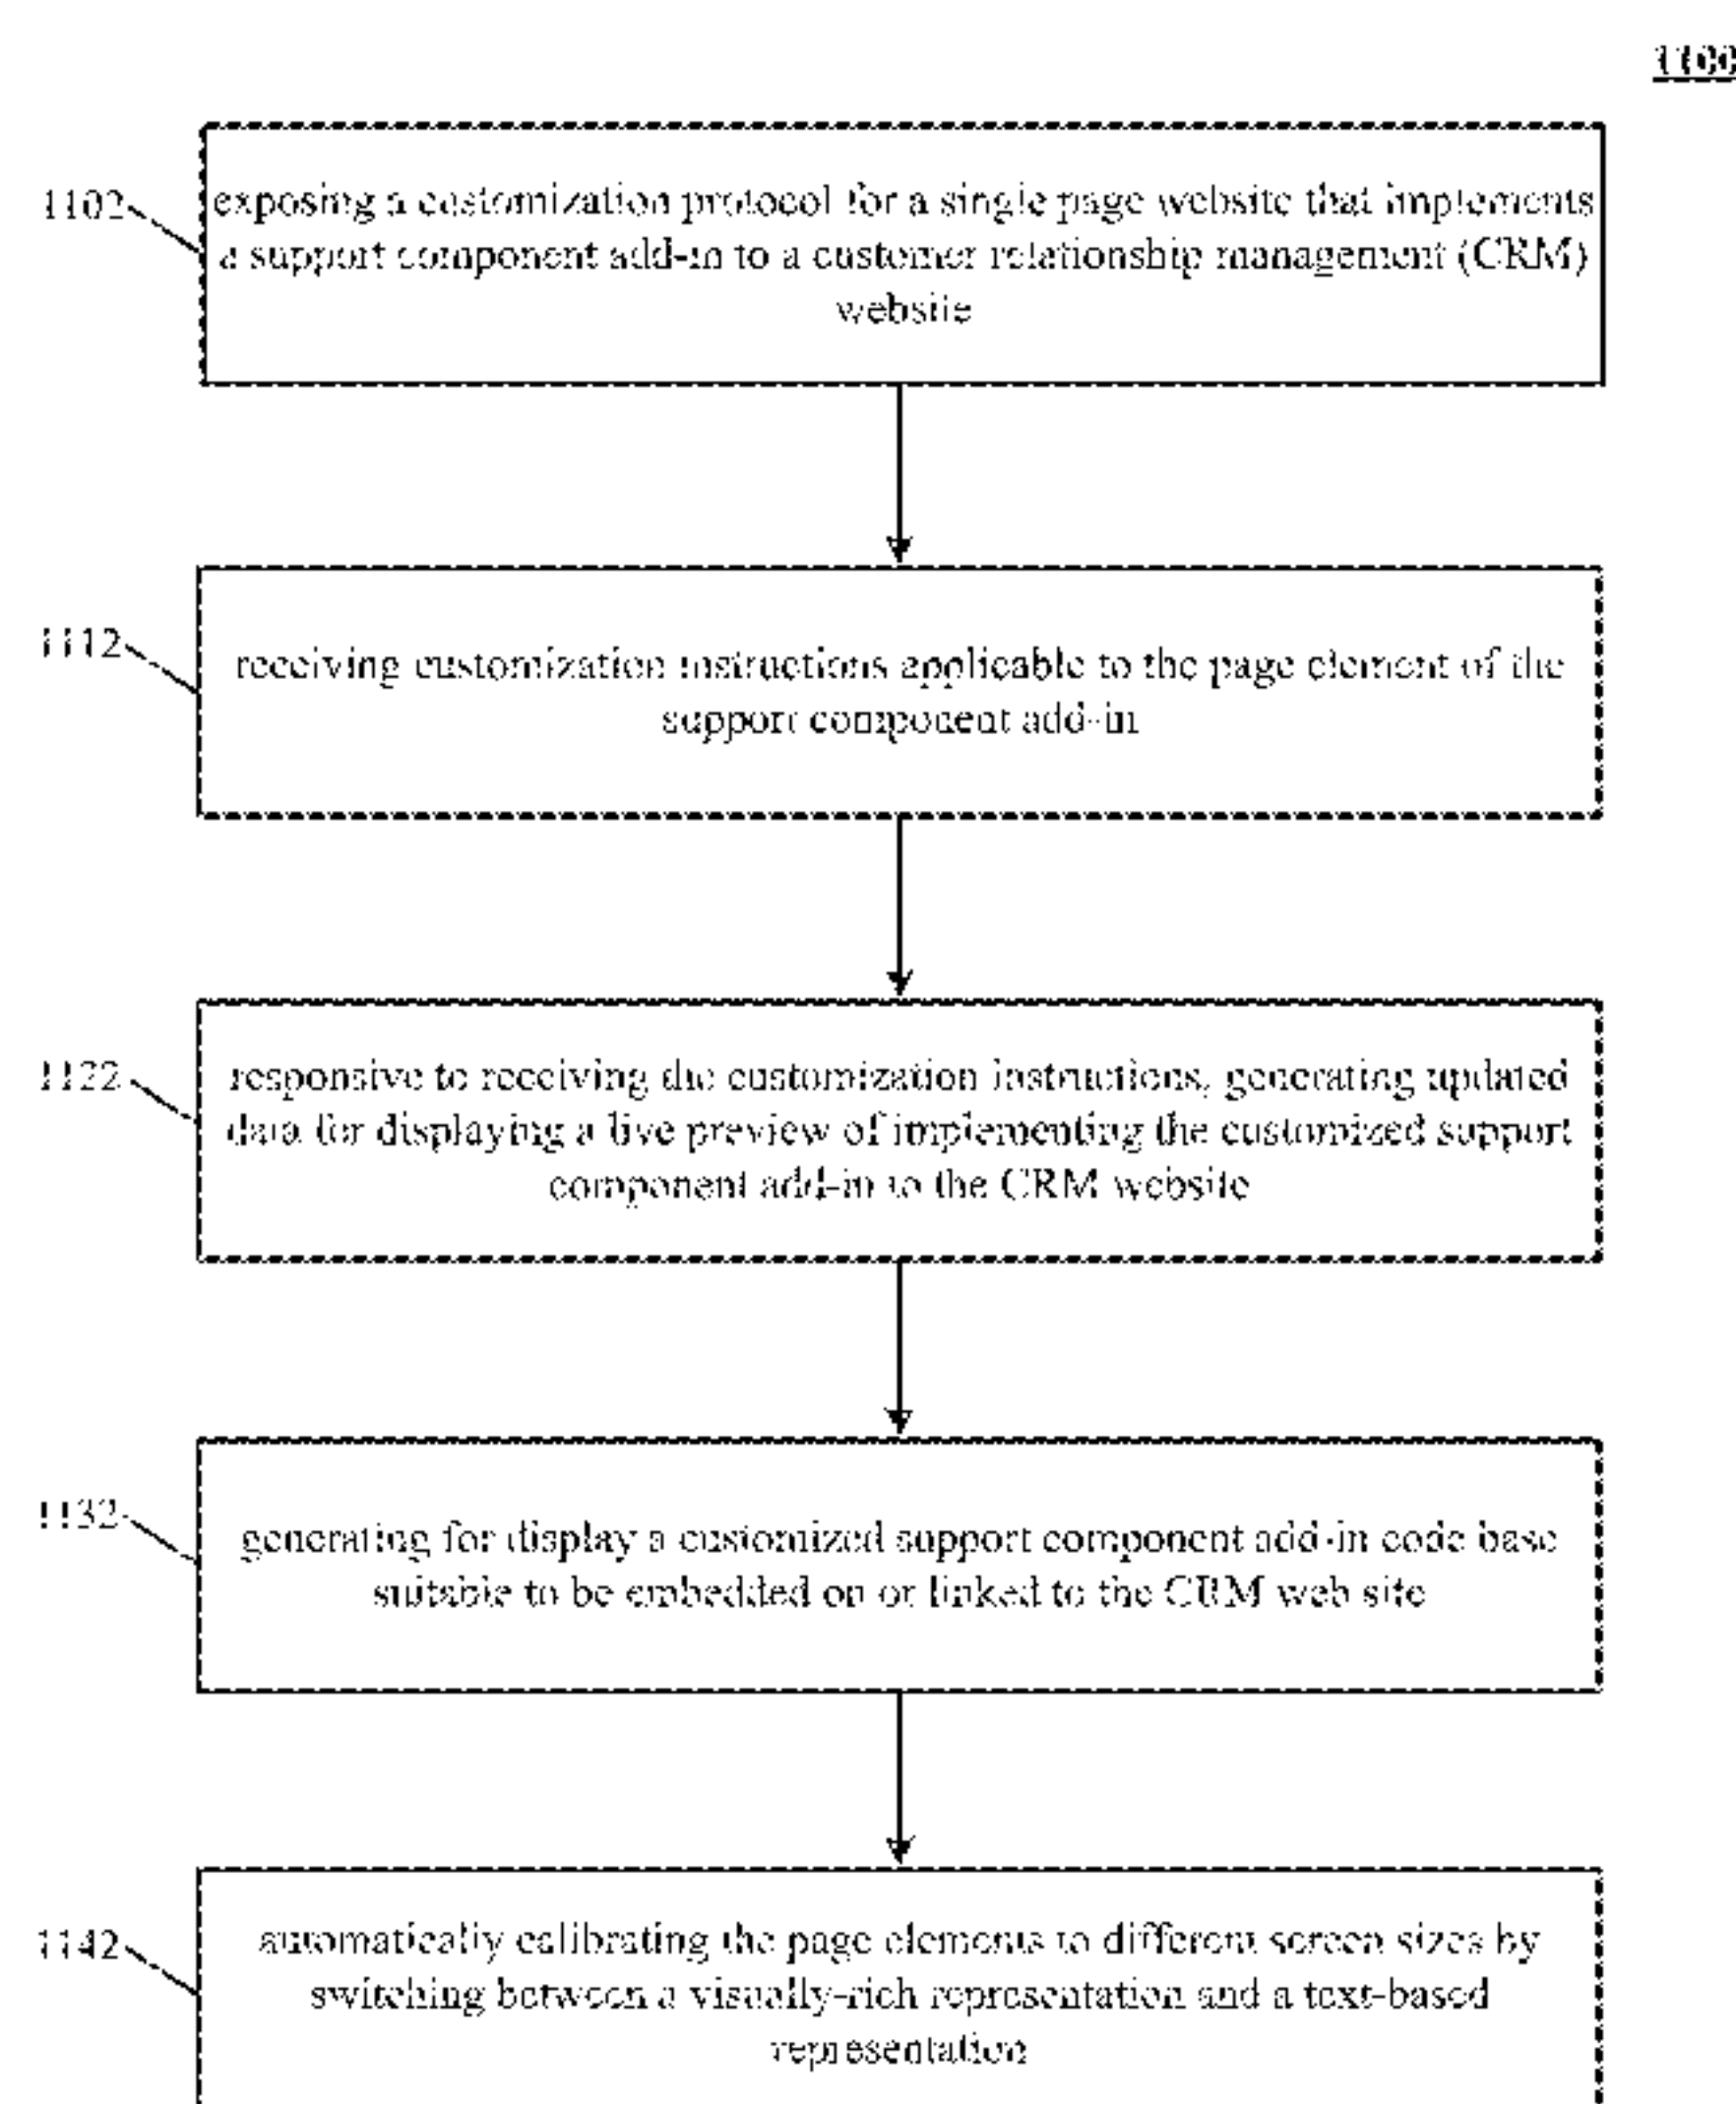 1100
1102
exposing a customization protocol for a single page website that implements
a support component add-in to a customer relationship management (CRM)
website
1112
receiving customization instructions applicable to the page element of the
support component add-in
1122
responsive to receiving the customization instructions, generating updated
data for displaying a live preview of implementing the customized support
component add-in to the CRM website
1132
generating for display a customized support component add-in code base
suitable to be embedded on or linked to the CRM web site
1142
automatically calibrating the page elements to different screen sizes by
switching between a visually-rich representation and a text-based
representation